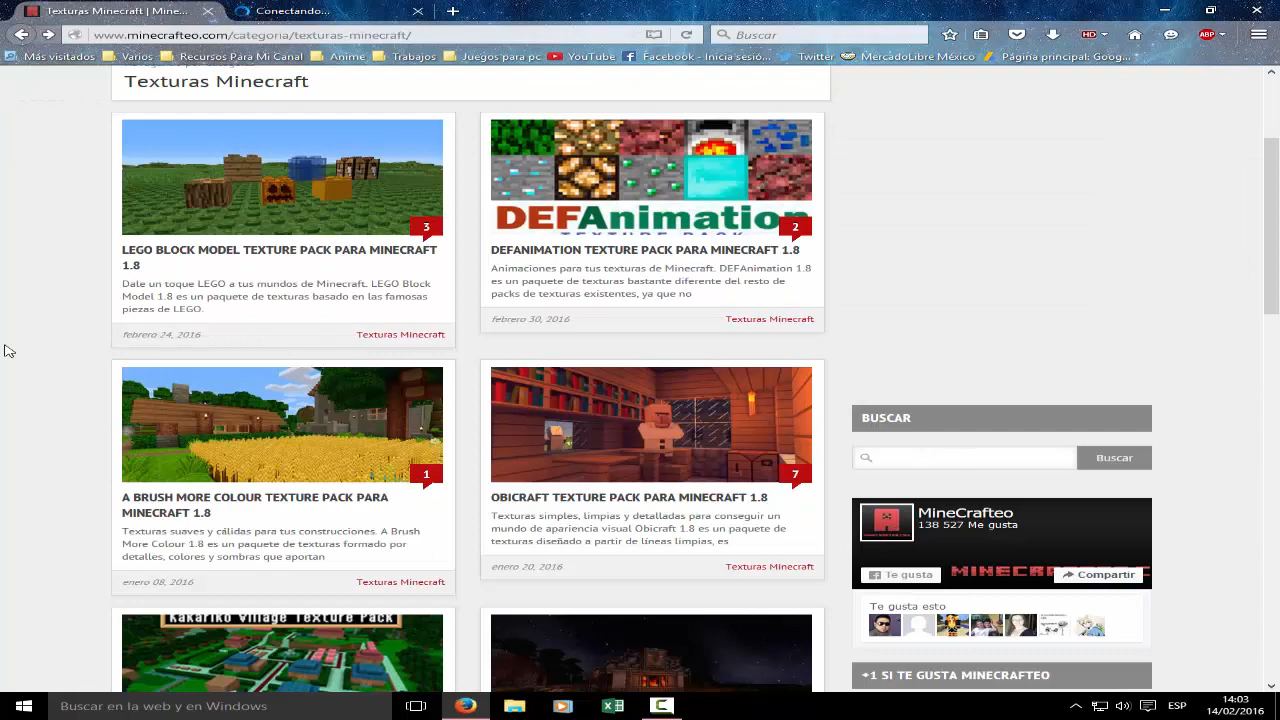 Texturas Minecraft | Mine...
Conectando...
www.minecrafteo.com/categoria/texturas-minecraft/
Buscar
HD
ABP
Más visitados
Varios
Recursos Para Mi Canal
Anime
Trabajos
Juegos para pc
YouTube
Facebook - Inicia sesió...
Twitter
MercadoLibre México
Página principal: Goog...
Texturas Minecraft
3
LEGO BLOCK MODEL TEXTURE PACK PARA MINECRAFT
1.8
Dale un toque LEGO a tus mundos de Minecraft. LEGO Block
Model 1.8 es un paquete de texturas basado en las famosas
piezas de LEGO.
febrero 24, 2016
Texturas Minecraft
DEFAnimation
TEXTURE PACK
2
DEFANIMATION TEXTURE PACK PARA MINECRAFT 1.8
Animaciones para tus texturas de Minecraft. DEFAnimation 1.8
es un paquete de texturas bastante diferente del resto de
packs de texturas existentes, ya que no
febrero 30, 2016
Texturas Minecraft
1
A BRUSH MORE COLOUR TEXTURE PACK PARA
MINECRAFT 1.8
Texturas suaves y cálidas para tus construcciones. A Brush
More Colour 1.8 es un paquete de texturas formado por
detalles, colores y sombras que aportan
enero 08, 2016
Texturas Minecraft
7
OBICRAFT TEXTURE PACK PARA MINECRAFT 1.8
Texturas simples, limpias y detalladas para conseguir un
mundo de apariencia visual Obicraft 1.8 es un paquete de
texturas diseñado a partir de líneas limpias, es
enero 20, 2016
Texturas Minecraft
Kakariko Village Texture Pack
BUSCAR
Buscar
MineCrafteo
138 527 Me gusta
Te gusta
Compartir
Te gusta esto
+1 SI TE GUSTA MINECRAFTEO
Buscar en la web y en Windows
ESP
14:03
14/02/2016